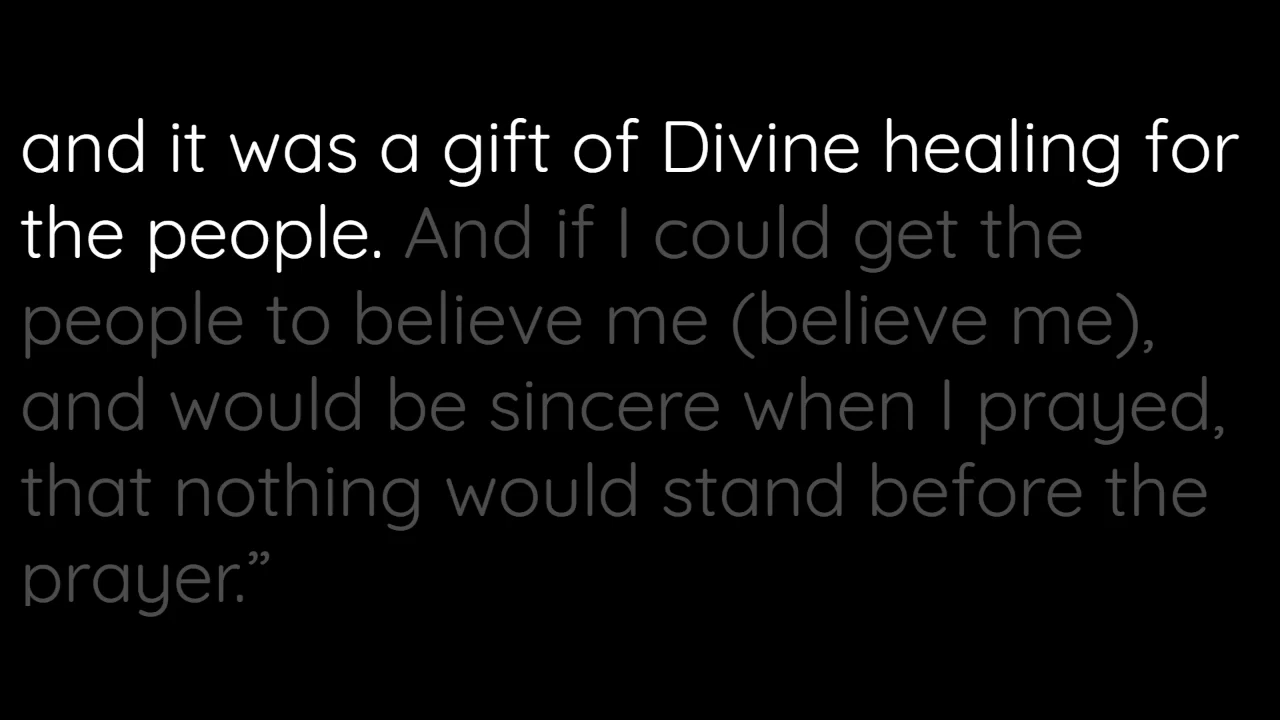 and it was a gift of Divine healing for
the people. And if I could get the
people to believe me (believe me),
and would be sincere when I prayed,
that nothing would stand before the
prayer.”